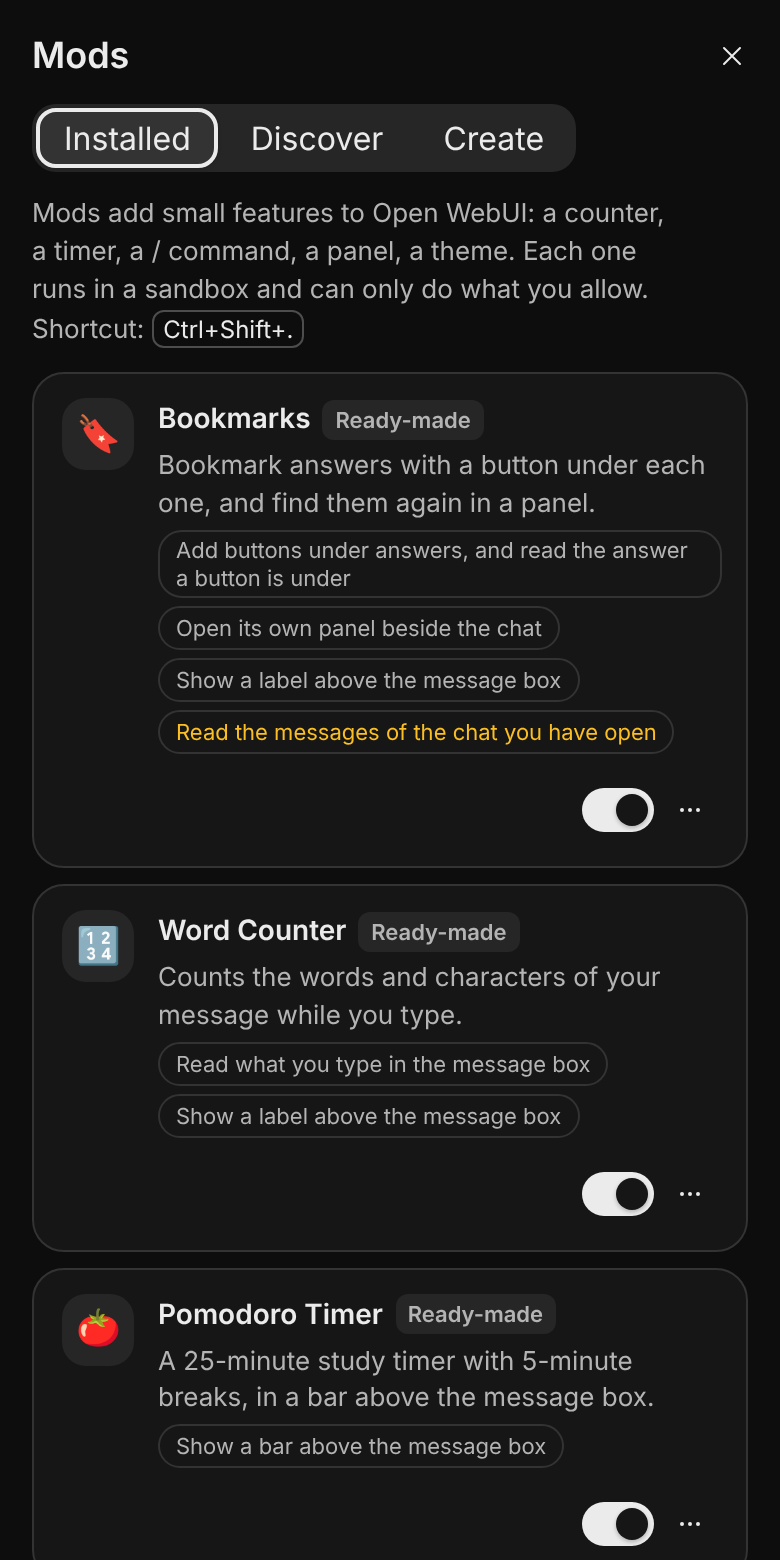 Mods
Installed Discover Create
Mods add small features to Open WebUI: a counter,
a timer, a / command, a panel, a theme. Each one
runs in a sandbox and can only do what you allow.
Shortcut: Ctrl+Shift+.
Bookmarks Ready-made
Bookmark answers with a button under each
one, and find them again in a panel.
Add buttons under answers, and read the answer
a button is under
Open its own panel beside the chat
Show a label above the message box
Read the messages of the chat you have open
Word Counter Ready-made
1234
Counts the words and characters of your
message while you type.
Read what you type in the message box
Show a label above the message box
Pomodoro Timer Ready-made
A 25-minute study timer with 5-minute
breaks, in a bar above the message box.
Show a bar above the message box